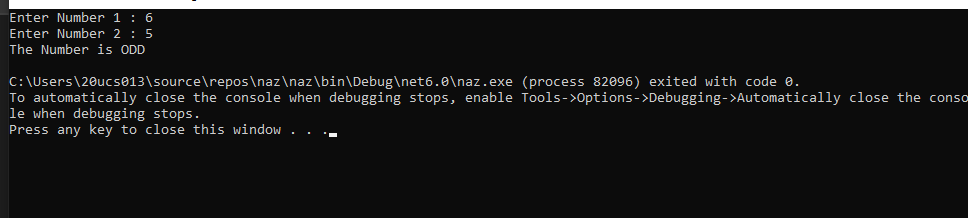 Enter Number 1 : 6
Enter Number 2 : 5
The Number is ODD
C:\Users\20ucs013\source\repos\naz\naz\bin\Debug\net6.0\naz.exe (process 82096) exited with code 0.
To automatically close the console when debugging stops, enable Tools->Options->Debugging->Automatically close the conso
le when debugging stops.
Press any key to close this window . . .